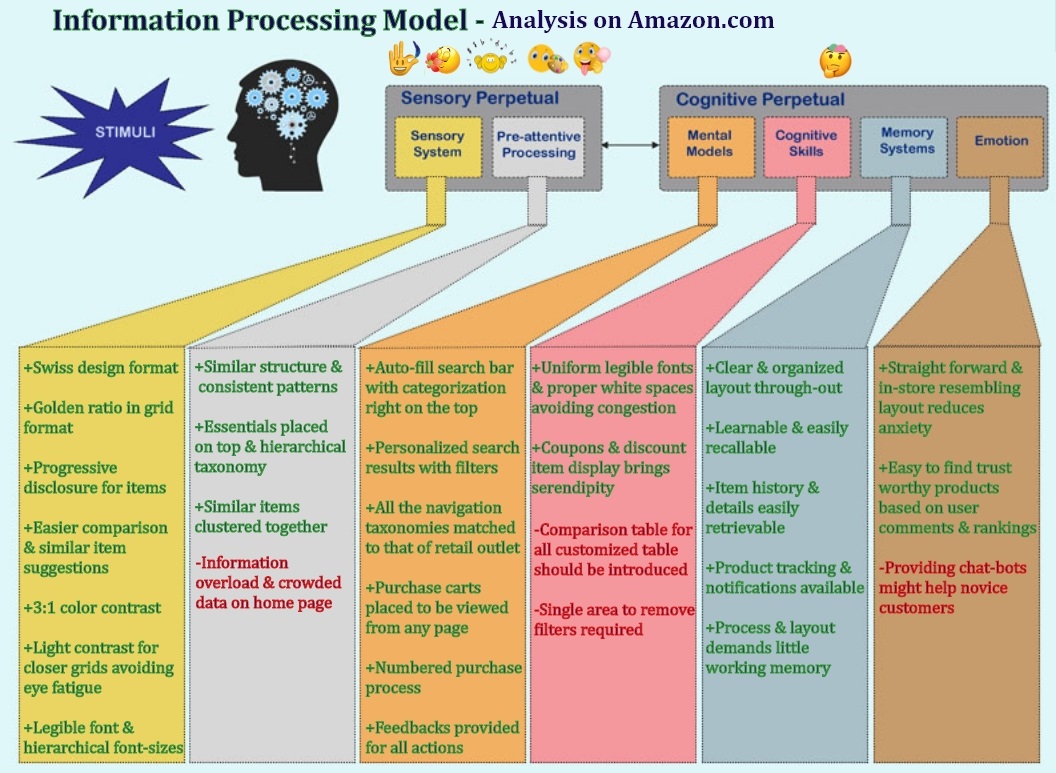 Information Processing Model - Analysis on Amazon.com
STIMULI
Sensory Perpetual
Sensory
System
Pre-attentive
Processing
Cognitive Perpetual
Mental
Models
Cognitive
Skills
Memory
Systems
Emotion
+Swiss design format
+Golden ratio in grid
format
+Progressive
disclosure for items
+Easier comparison
& similar item
suggestions
+3:1 color contrast
+Light contrast for
closer grids avoiding
eye fatigue
+Legible font &
hierarchical font-sizes
+Similar structure &
consistent patterns
+Essentials placed
on top & hierarchical
taxonomy
+Similar items
clustered together
-Information
overload & crowded
data on home page
+Auto-fill search bar
with categorization
right on the top
+Personalized search
results with filters
+All the navigation
taxonomies matched
to that of retail outlet
+Purchase carts
placed to be viewed
from any page
+Numbered purchase
process
+Feedbacks provided
for all actions
+Uniform legible fonts
& proper white spaces
avoiding congestion
+Coupons & discount
item display brings
serendipity
-Comparison table for
all customized table
should be introduced
-Single area to remove
filters required
+Clear & organized
layout through-out
+Learnable & easily
recallable
+Item history &
details easily
retrievable
+Product tracking &
notifications available
+Process & layout
demands little
working memory
+Straight forward &
in-store resembling
layout reduces
anxiety
+Easy to find trust
worthy products
based on user
comments & rankings
-Providing chat-bots
might help novice
customers